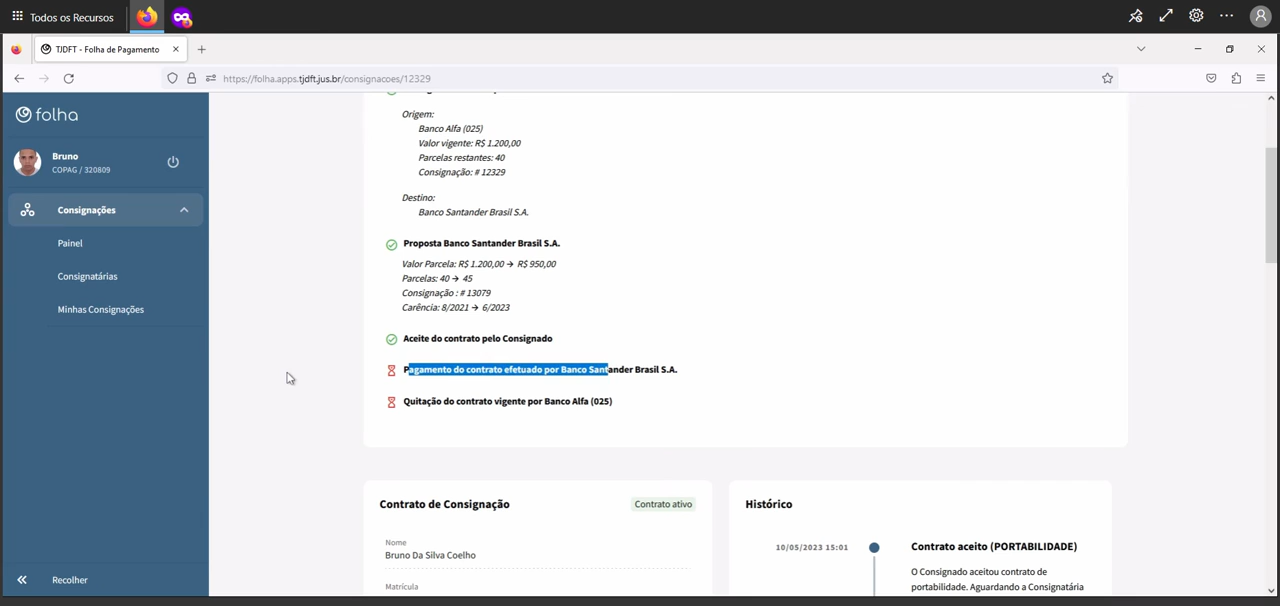 Todos os Recursos
TJDFT - Folha de Pagamento
https://folha.apps.tjdft.jus.br/consignacoes/12329
folha
Bruno
COPAG / 320809
Consignações
Painel
Consignatárias
Minhas Consignações
Recolher
Origem:
Banco Alfa (025)
Valor vigente: R$ 1.200,00
Parcelas restantes: 40
Consignação: # 12329
Destino:
Banco Santander Brasil S.A.
Proposta Banco Santander Brasil S.A.
Valor Parcela: R$ 1.200,00 → R$ 950,00
Parcelas: 40 → 45
Consignação : # 13079
Carência: 8/2021 → 6/2023
Aceite do contrato pelo Consignado
Pagamento do contrato efetuado por Banco Santander Brasil S.A.
Quitação do contrato vigente por Banco Alfa (025)
Contrato de Consignação
Contrato ativo
Nome
Bruno Da Silva Coelho
Matrícula
Histórico
10/05/2023 15:01
Contrato aceito (PORTABILIDADE)
O Consignado aceitou contrato de
portabilidade. Aguardando a Consignatária